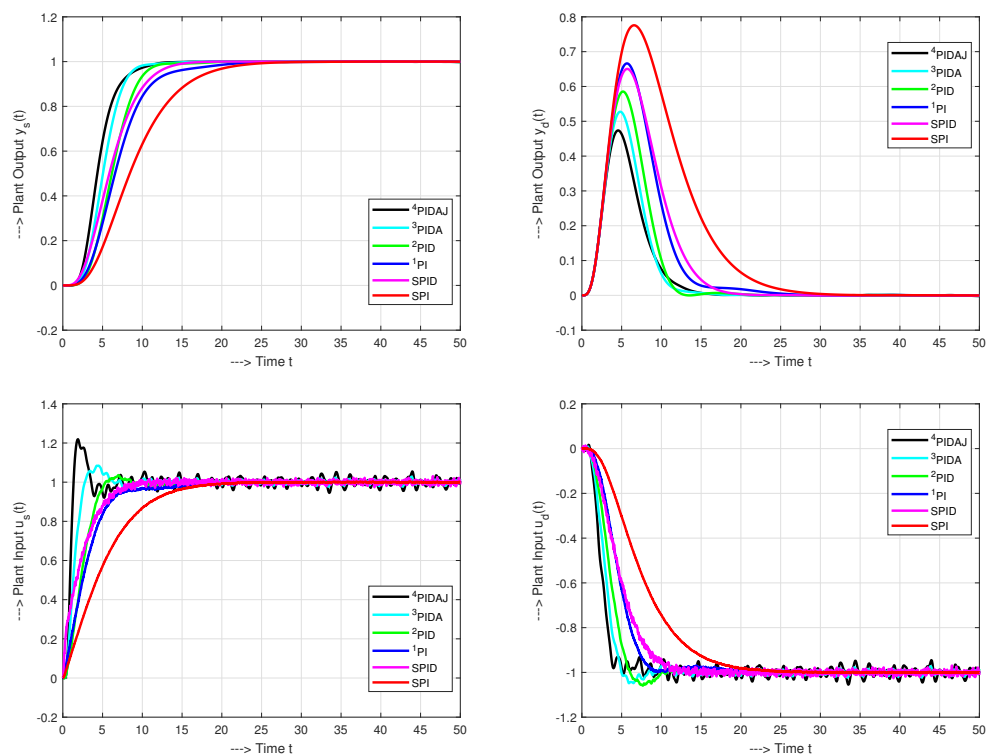 1.2
1
0.8
0.6
0.4
0.2
0
-0.2
0 5 10 15 20 25 30 35 40 45 50
---> Time t
---> Plant Output y_s(t)
⁴PIDAJ
³PIDA
²PID
¹PI
SPID
SPI
0.8
0.7
0.6
0.5
0.4
0.3
0.2
0.1
0
-0.1
0 5 10 15 20 25 30 35 40 45 50
---> Time t
---> Plant Output y_d(t)
⁴PIDAJ
³PIDA
²PID
¹PI
SPID
SPI
1.4
1.2
1
0.8
0.6
0.4
0.2
0
-0.2
0 5 10 15 20 25 30 35 40 45 50
---> Time t
---> Plant Input u_s(t)
⁴PIDAJ
³PIDA
²PID
¹PI
SPID
SPI
0.2
0
-0.2
-0.4
-0.6
-0.8
-1
-1.2
0 5 10 15 20 25 30 35 40 45 50
---> Time t
---> Plant Input u_d(t)
⁴PIDAJ
³PIDA
²PID
¹PI
SPID
SPI